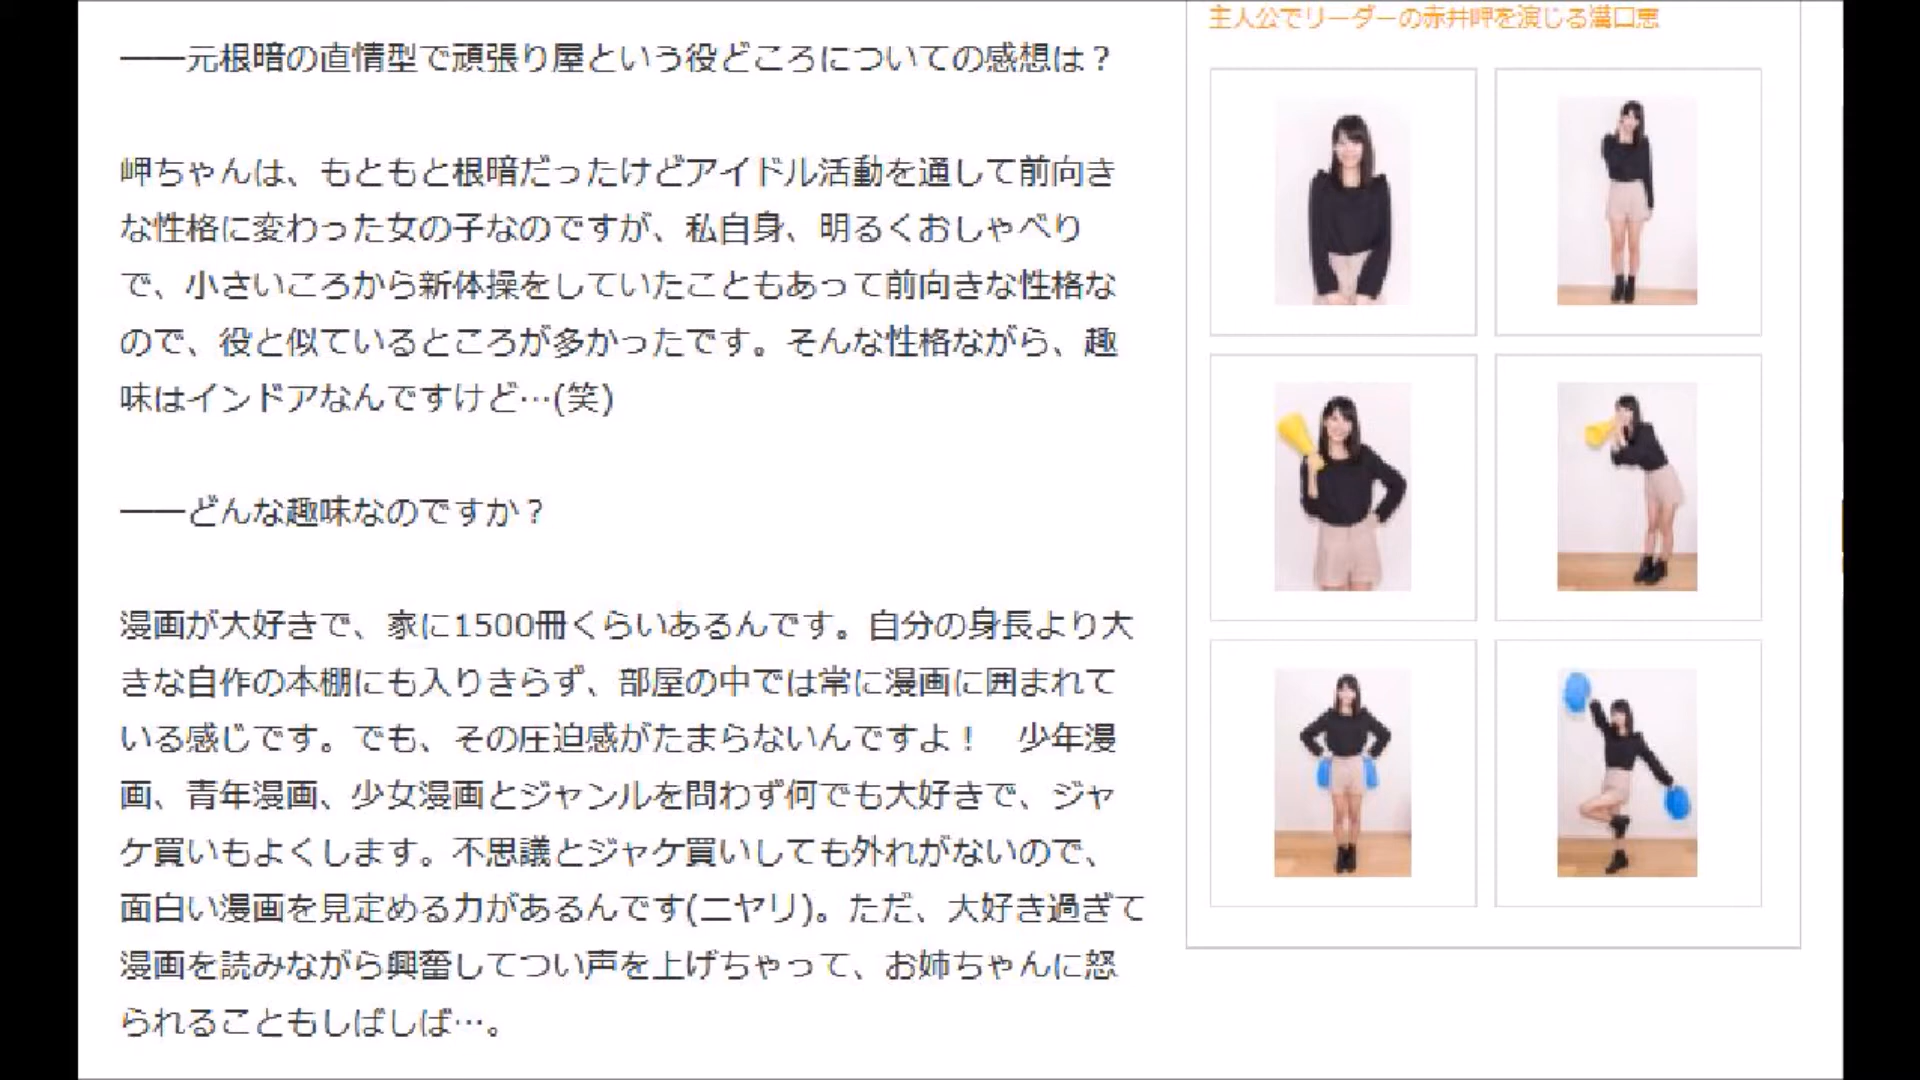 ——元根暗の直情型で頑張り屋という役どころについての感想は？
岬ちゃんは、もともと根暗だったけどアイドル活動を通して前向き
な性格に変わった女の子なのですが、私自身、明るくおしゃべり
で、小さいころから新体操をしていたこともあって前向きな性格な
ので、役と似ているところが多かったです。そんな性格ながら、趣
味はインドアなんですけど…(笑)
——どんな趣味なのですか？
漫画が大好きで、家に1500冊くらいあるんです。自分の身長より大
きな自作の本棚にも入りきらず、部屋の中では常に漫画に囲まれて
いる感じです。でも、その圧迫感がたまらないんですよ！　少年漫
画、青年漫画、少女漫画とジャンルを問わず何でも大好きで、ジャ
ケ買いもよくします。不思議とジャケ買いしても外れがないので、
面白い漫画を見定める力があるんです(ニヤリ)。ただ、大好き過ぎて
漫画を読みながら興奮してつい声を上げちゃって、お姉ちゃんに怒
られることもしばしば…。
主人公でリーダーの赤井岬を演じる溝口恵